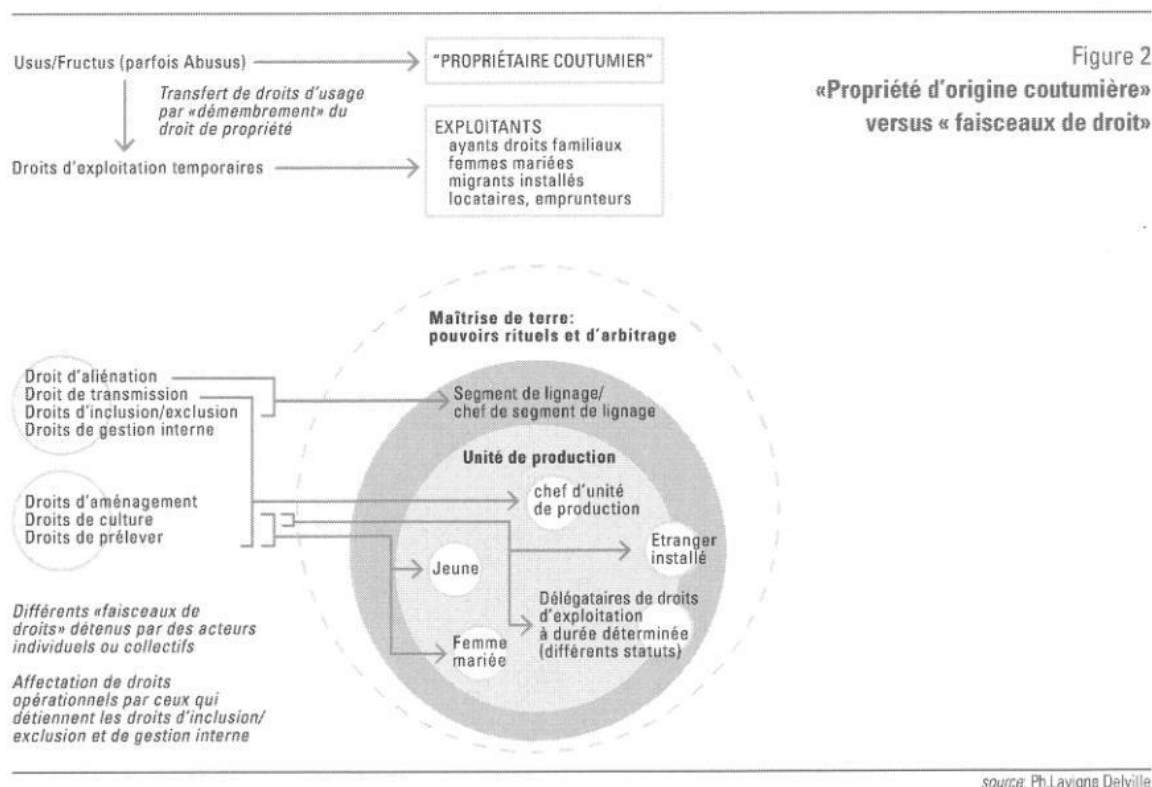 Figure 2
«Propriété d'origine coutumière»
versus « faisceaux de droit»
Usus/Fructus (parfois Abusus)
"PROPRIÉTAIRE COUTUMIER"
Transfert de droits d'usage
par «démembrement» du
droit de propriété
Droits d'exploitation temporaires
EXPLOITANTS
ayants droits familiaux
femmes mariées
migrants installés
locataires, emprunteurs
Maîtrise de terre:
pouvoirs rituels et d'arbitrage
Droit d'aliénation
Droit de transmission
Droits d'inclusion/exclusion
Droits de gestion interne
Segment de lignage/
chef de segment de lignage
Unité de production
chef d'unité
de production
Droits d'aménagement
Droits de culture
Droits de prélever
Etranger
installé
Jeune
Délégataires de droits
d'exploitation
à durée déterminée
(différents statuts)
Femme
mariée
Différents «faisceaux de
droits» détenus par des acteurs
individuels ou collectifs
Affectation de droits
opérationnels par ceux qui
détiennent les droits d'inclusion/
exclusion et de gestion interne
source: Ph.Lavigne Delville